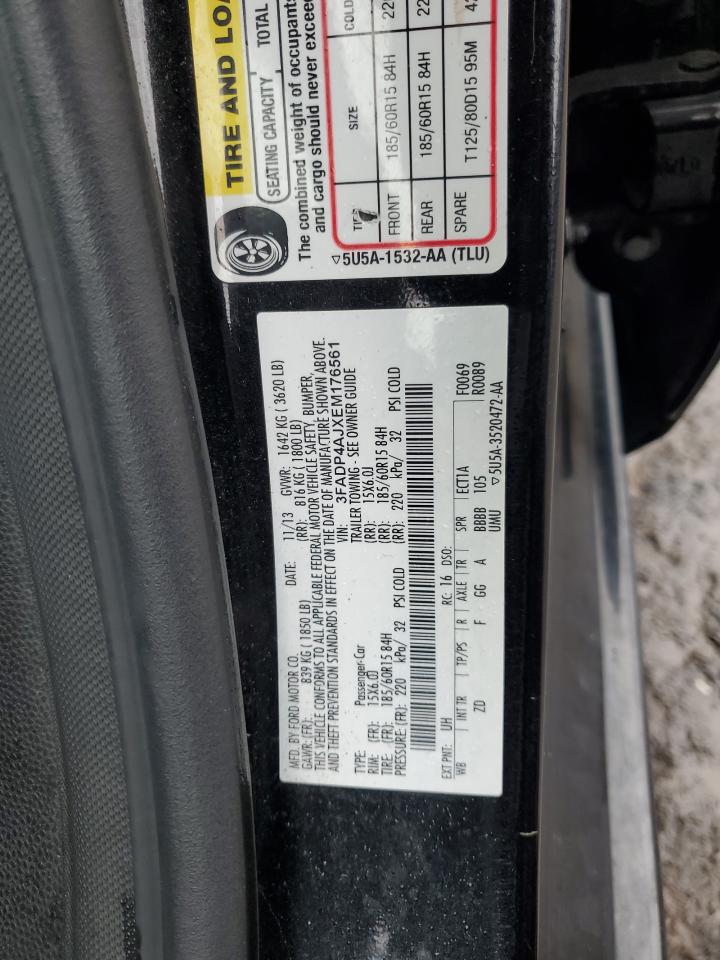 TIRE AND LOA
SEATING CAPACITY TOTAL
The combined weight of occupants
and cargo should never exceed
SIZE COLD
FRONT 185/60R15 84H 220
REAR 185/60R15 84H 22
SPARE T125/80D15 95M 42
▽5U5A-1532-AA (TLU)
MFD. BY FORD MOTOR CO. DATE: 11/13 GVWR: 1642 KG ( 3620 LB)
GAWR: (FR): 839 KG ( 1850 LB) (RR): 816 KG ( 1800 LB)
THIS VEHICLE CONFORMS TO ALL APPLICABLE FEDERAL MOTOR VEHICLE SAFETY, BUMPER,
AND THEFT PREVENTION STANDARDS IN EFFECT ON THE DATE OF MANUFACTURE SHOWN ABOVE.
VIN: 3FADP4AJXEM176561
TYPE: Passenger-Car TRAILER TOWING - SEE OWNER GUIDE
RIM: (FR): 15X6.0J (RR): 15X6.0J
TIRE: (FR): 185/60R15 84H (RR): 185/60R15 84H
PRESSURE: (FR): 220 kPa/ 32 PSI COLD (RR): 220 kPa/ 32 PSI COLD
EXT PNT: UH RC: 16 DSO: F0069
WB INT TR TP/PS R AXLE TR SPR ECT1A R0089
ZD F GG A BBBB 105
UMU ▽5U5A-3520472-AA